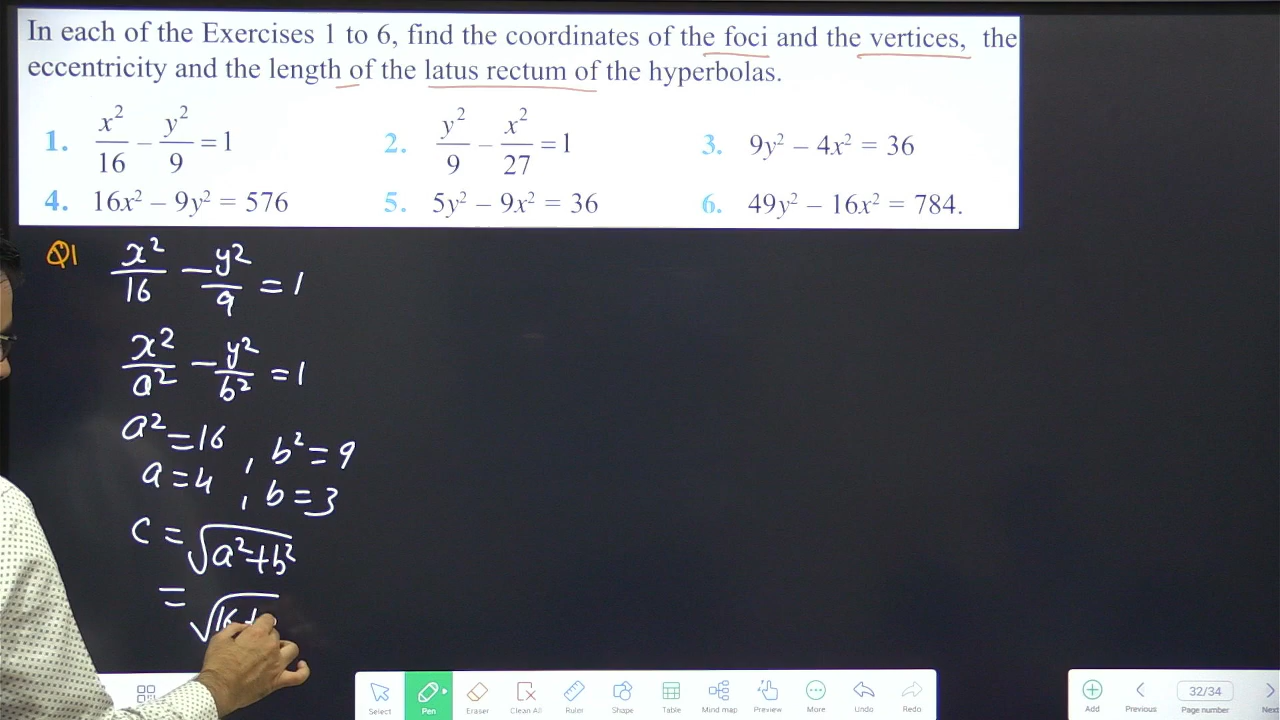 In each of the Exercises 1 to 6, find the coordinates of the foci and the vertices, the
eccentricity and the length of the latus rectum of the hyperbolas.
1. x²/16 − y²/9 = 1
2. y²/9 − x²/27 = 1
3. 9y² − 4x² = 36
4. 16x² − 9y² = 576
5. 5y² − 9x² = 36
6. 49y² − 16x² = 784.
Q1 x²/16 − y²/9 = 1
x²/a² − y²/b² = 1
a² = 16 , b² = 9
a = 4 , b = 3
c = √(a² + b²)
= √16 +
Select
Pen
Eraser
Clean All
Ruler
Shape
Table
Mind map
Preview
More
Undo
Redo
Add
Previous
32/34
Page number
Next